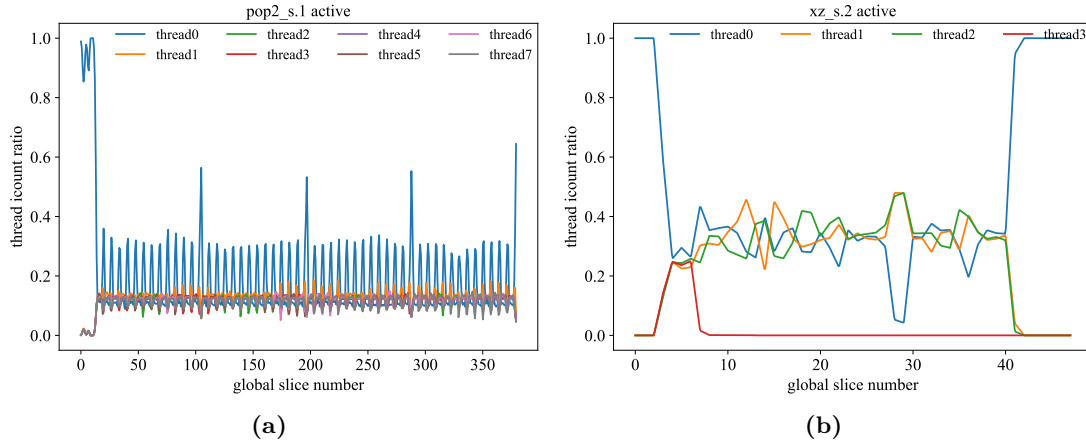 pop2_s.1 active
thread0 thread2 thread4 thread6
thread1 thread3 thread5 thread7
1.0
0.8
0.6
0.4
0.2
0.0
thread icount ratio
0 50 100 150 200 250 300 350
global slice number
(a)
xz_s.2 active
thread0 thread1 thread2 thread3
1.0
0.8
0.6
0.4
0.2
0.0
thread icount ratio
0 10 20 30 40
global slice number
(b)